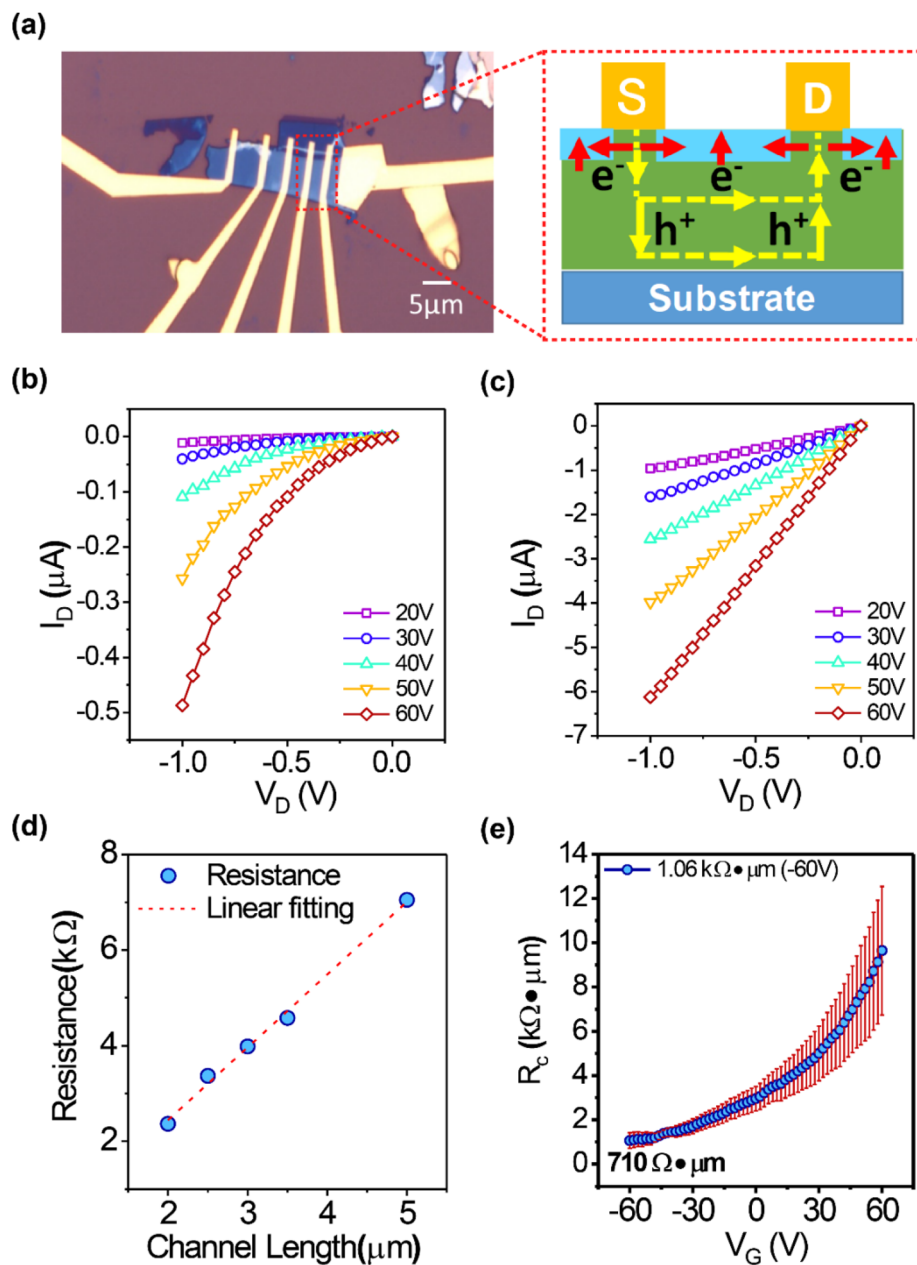 (a)
5μm
S
D
e⁻
e⁻
e⁻
h⁺
h⁺
Substrate
(b)
0.0
-0.1
-0.2
-0.3
-0.4
-0.5
I_D (μA)
20V
30V
40V
50V
60V
-1.0
-0.5
0.0
V_D (V)
(c)
0
-1
-2
-3
-4
-5
-6
-7
I_D (μA)
20V
30V
40V
50V
60V
-1.0
-0.5
0.0
V_D (V)
(d)
8
6
4
2
Resistance(kΩ)
Resistance
Linear fitting
2
3
4
5
Channel Length(μm)
(e)
14
12
10
8
6
4
2
0
R_c (kΩ•μm)
1.06 kΩ•μm (-60V)
710 Ω•μm
-60
-30
0
30
60
V_G (V)